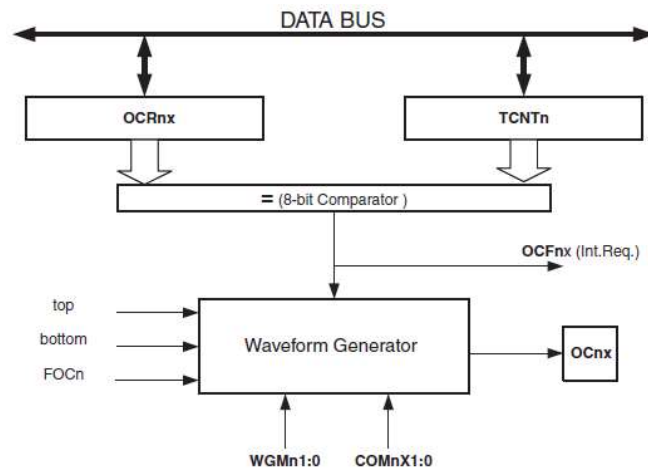 DATA BUS
OCRnx
TCNTn
= (8-bit Comparator )
OCFnx (Int.Req.)
top
bottom
FOCn
Waveform Generator
OCnx
WGMn1:0
COMnX1:0